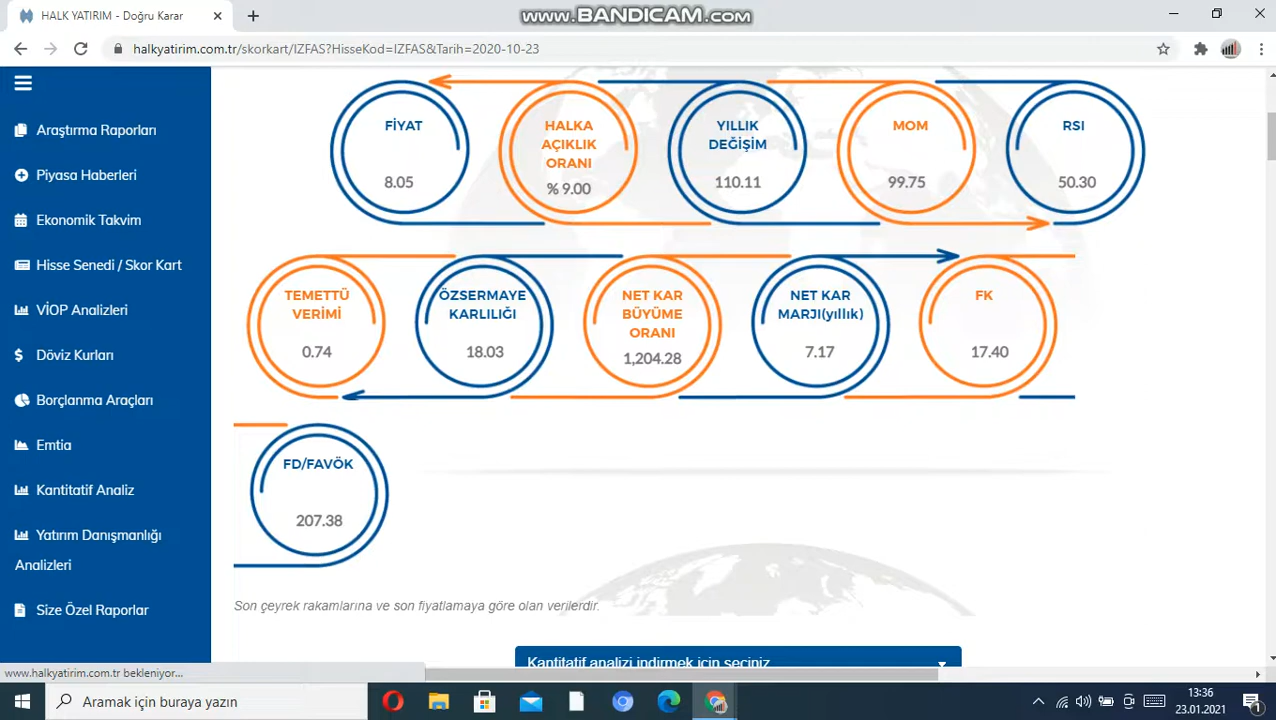 HALK YATIRIM - Doğru Karar
www.BANDICAM.com
halkyatirim.com.tr/skorkart/IZFAS?HisseKod=IZFAS&Tarih=2020-10-23
Araştırma Raporları
Piyasa Haberleri
Ekonomik Takvim
Hisse Senedi / Skor Kart
VİOP Analizleri
Döviz Kurları
Borçlanma Araçları
Emtia
Kantitatif Analiz
Yatırım Danışmanlığı
Analizleri
Size Özel Raporlar
FİYAT
8.05
HALKA
AÇIKLIK
ORANI
% 9.00
YILLIK
DEĞİŞİM
110.11
MOM
99.75
RSI
50.30
TEMETTÜ
VERİMİ
0.74
ÖZSERMAYE
KARLILIĞI
18.03
NET KAR
BÜYÜME
ORANI
1,204.28
NET KAR
MARJI(yıllık)
7.17
FK
17.40
FD/FAVÖK
207.38
Son çeyrek rakamlarına ve son fiyatlamaya göre olan verilerdir.
Kantitatif analizi indirmek için seçiniz
www.halkyatirim.com.tr bekleniyor...
Aramak için buraya yazın
13:36
23.01.2021
1